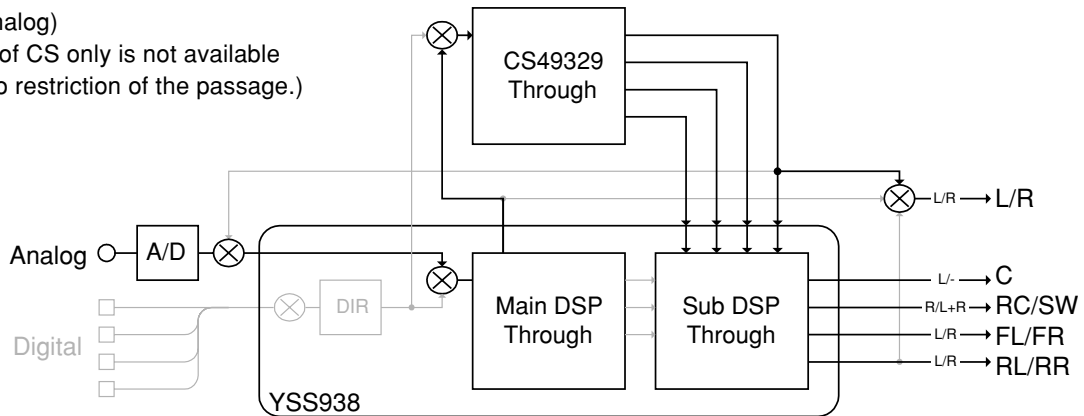 nalog)
of CS only is not available
o restriction of the passage.)
CS49329
Through
L/R L/R
Analog
A/D
DIR
Main DSP
Through
Sub DSP
Through
L/- C
R/L+R RC/SW
L/R FL/FR
L/R RL/RR
Digital
YSS938